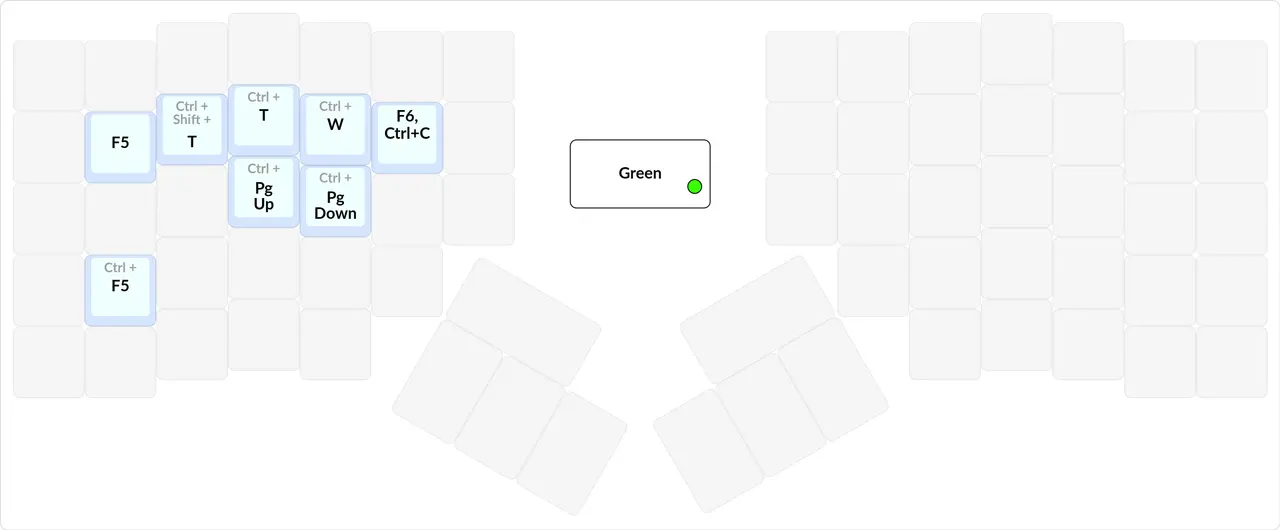 F5
Ctrl +
Shift +
T
Ctrl +
T
Ctrl +
W
F6,
Ctrl+C
Ctrl +
Pg
Up
Ctrl +
Pg
Down
Ctrl +
F5
Green